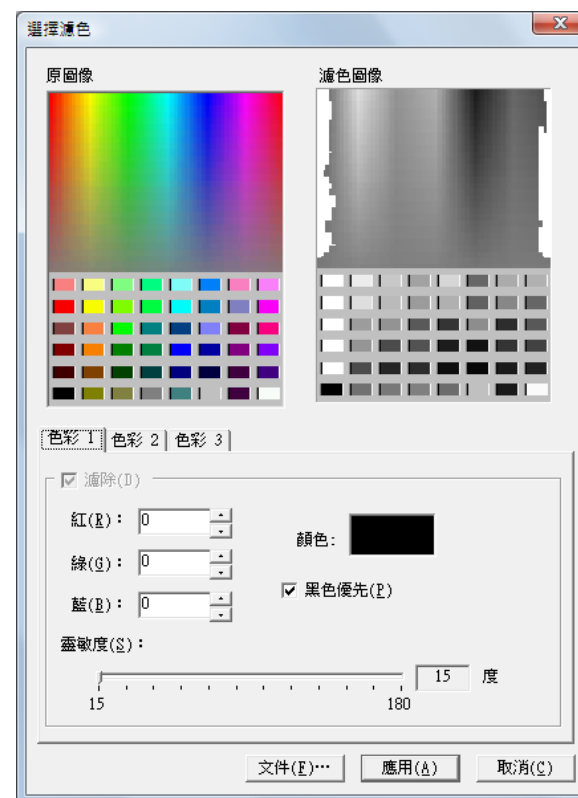 選擇濾色
原圖像
濾色圖像
色彩 1 色彩 2 色彩 3
濾除(D)
紅(R)： 0
綠(G)： 0
藍(B)： 0
顏色:
黑色優先(P)
靈敏度(S)：
15 度
15 180
文件(F)… 應用(A) 取消(C)